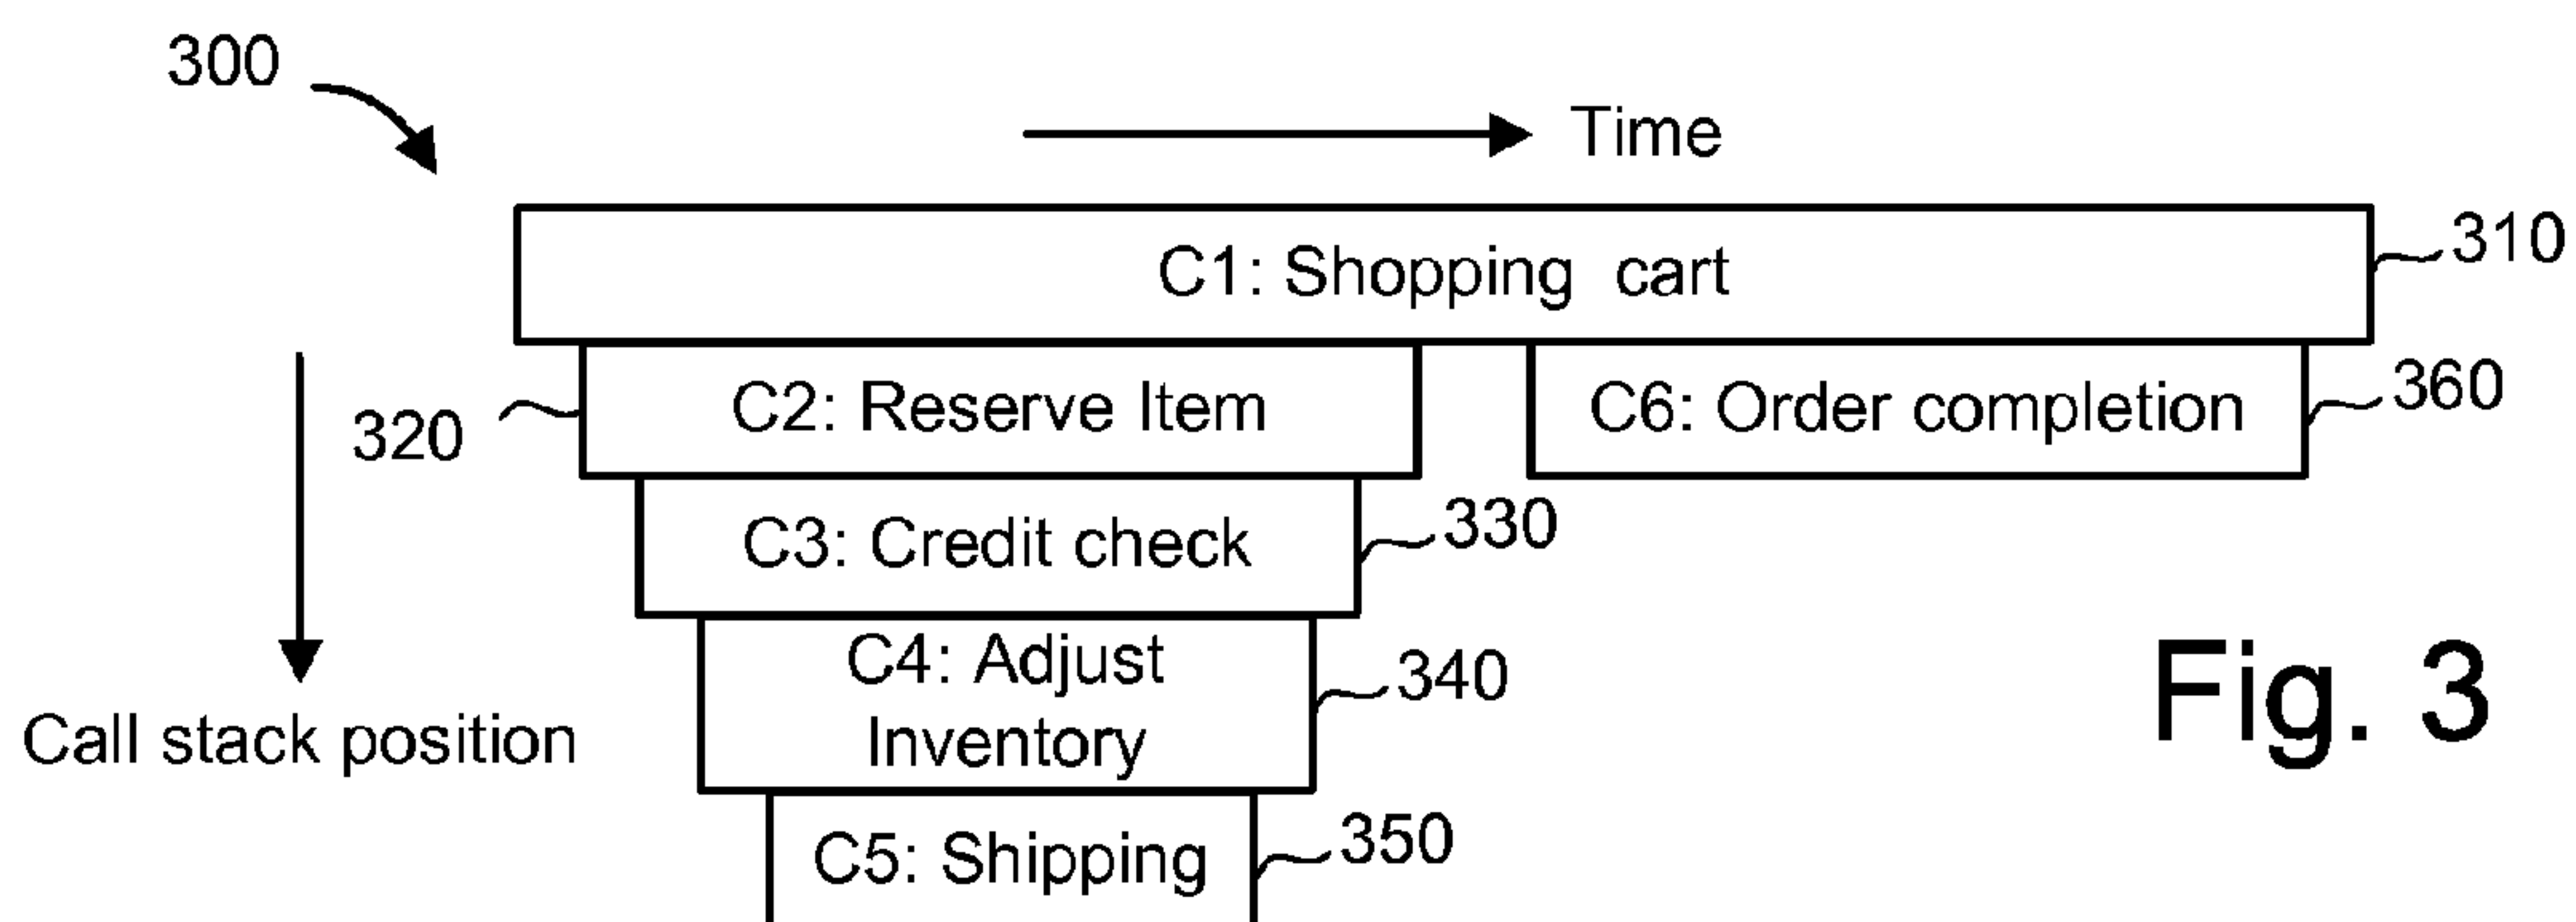 300
Time
C1: Shopping cart
310
320
C2: Reserve Item
C6: Order completion
360
C3: Credit check
330
C4: Adjust
Inventory
340
Call stack position
Fig. 3
C5: Shipping
350